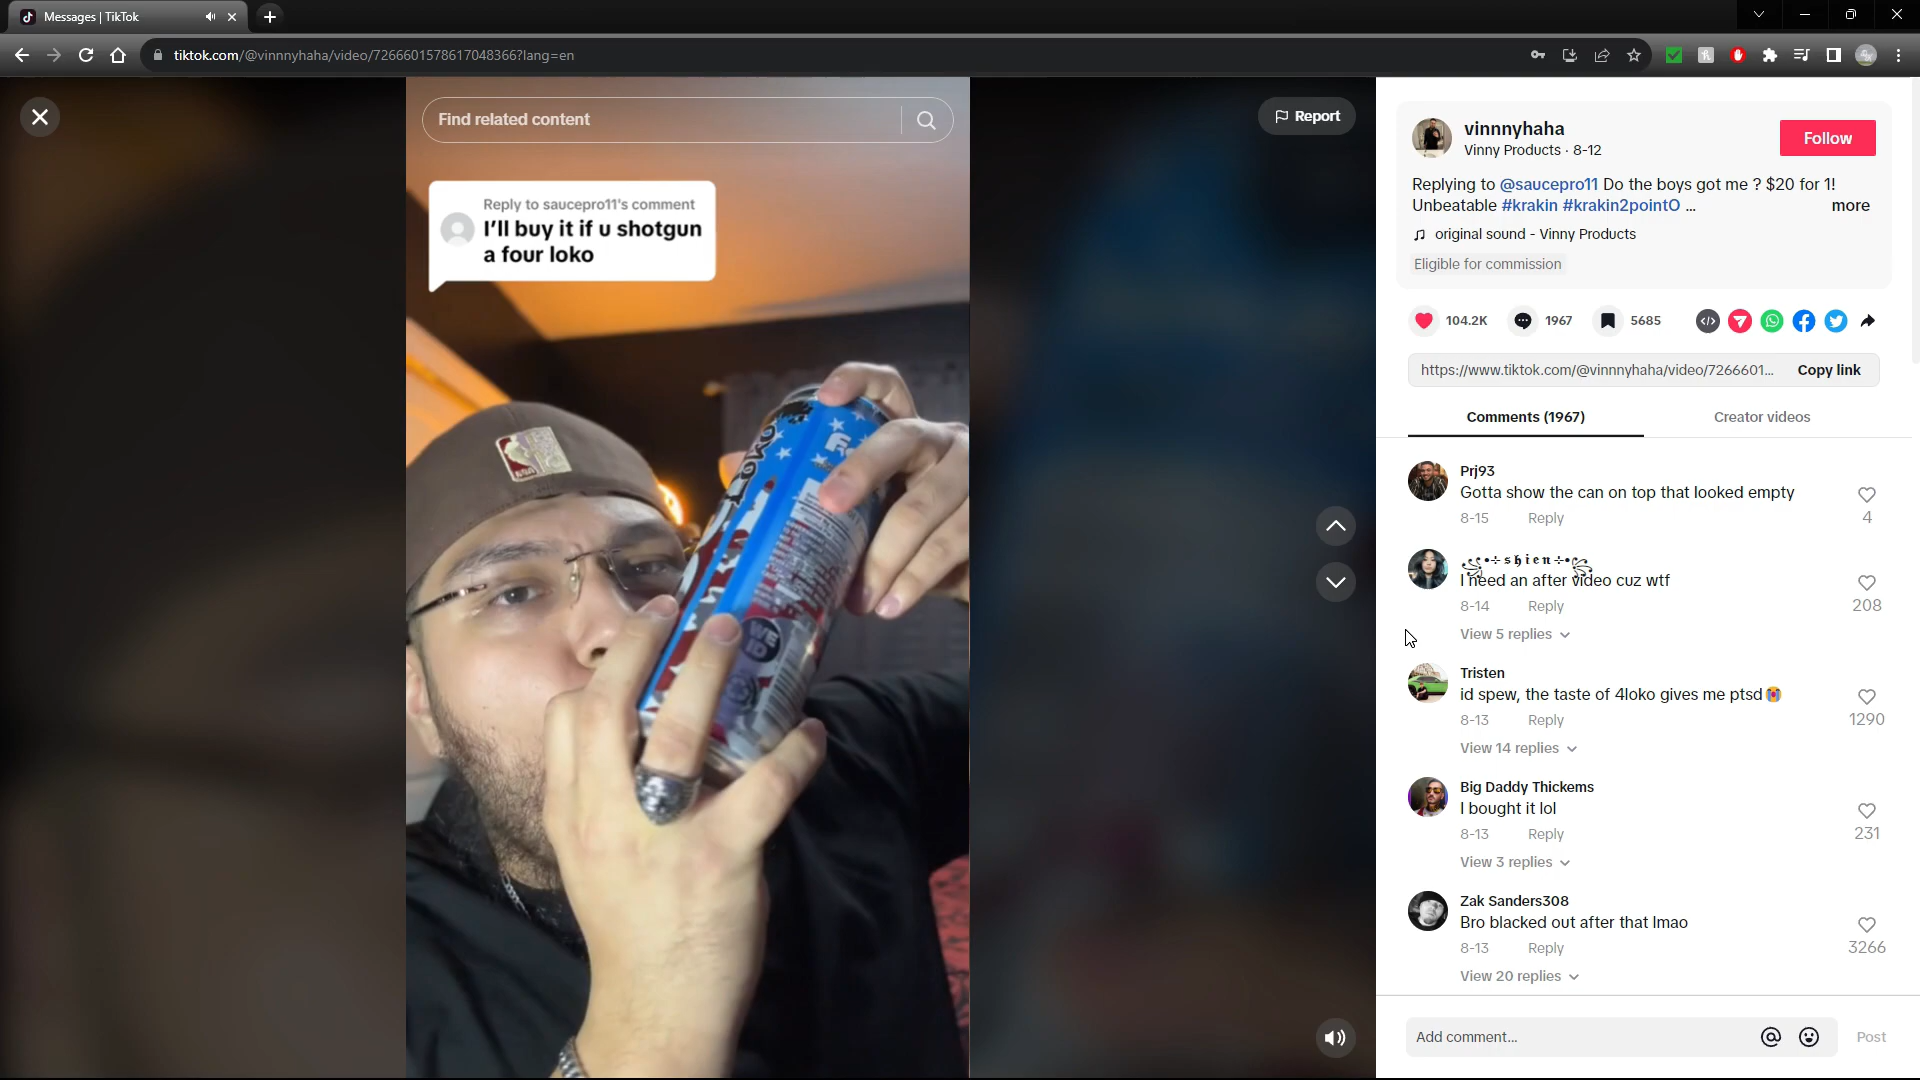 Messages | TikTok
tiktok.com/@vinnnyhaha/video/7266601578617048366?lang=en
Find related content
Report
Reply to saucepro11's comment
I'll buy it if u shotgun
a four loko
WE
ID
vinnnyhaha
Vinny Products · 8-12
Follow
Replying to @saucepro11 Do the boys got me ? $20 for 1!
Unbeatable #krakin #krakin2pointO ...
more
original sound - Vinny Products
Eligible for commission
104.2K
1967
5685
https://www.tiktok.com/@vinnnyhaha/video/7266601...
Copy link
Comments (1967)
Creator videos
Prj93
Gotta show the can on top that looked empty
4
8-15 Reply
꧁•⊹𝖘𝖍𝖎𝖊𝖓⊹•꧂
I need an after video cuz wtf
208
8-14 Reply
View 5 replies
Tristen
id spew, the taste of 4loko gives me ptsd😭
1290
8-13 Reply
View 14 replies
Big Daddy Thickems
I bought it lol
231
8-13 Reply
View 3 replies
Zak Sanders308
Bro blacked out after that lmao
3266
8-13 Reply
View 20 replies
Add comment...
Post